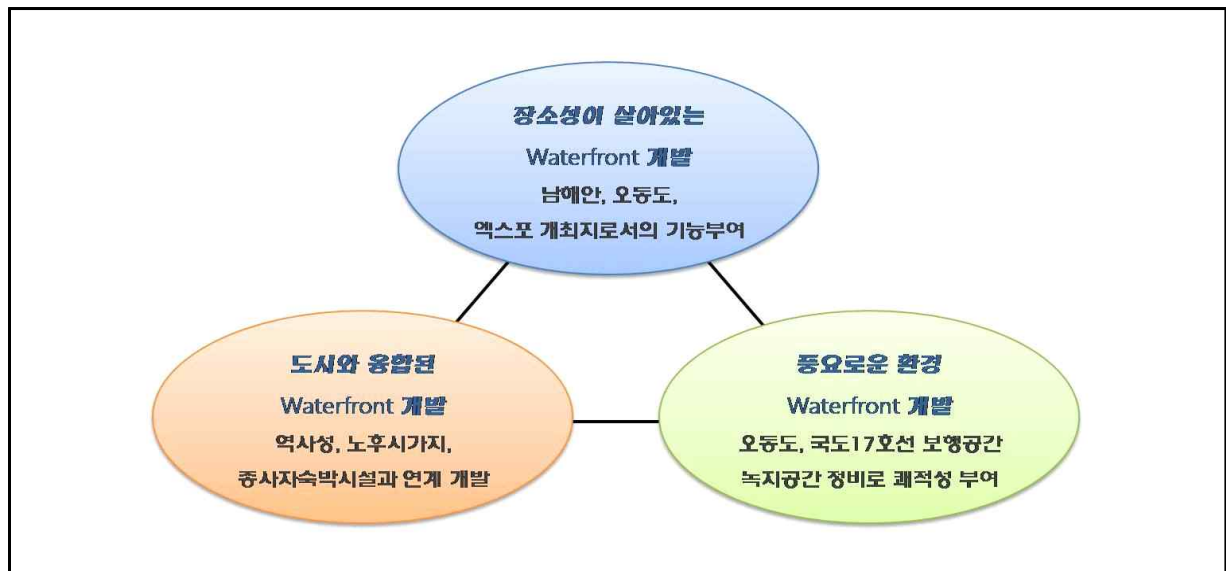 장소성이 살아있는
Waterfront 개발
남해안, 오동도,
엑스포 개최지로서의 기능부여
도시와 융합된
Waterfront 개발
역사성, 노후시가지,
종사자숙박시설과 연계 개발
풍요로운 환경
Waterfront 개발
오동도, 국도17호선 보행공간
녹지공간 정비로 쾌적성 부여